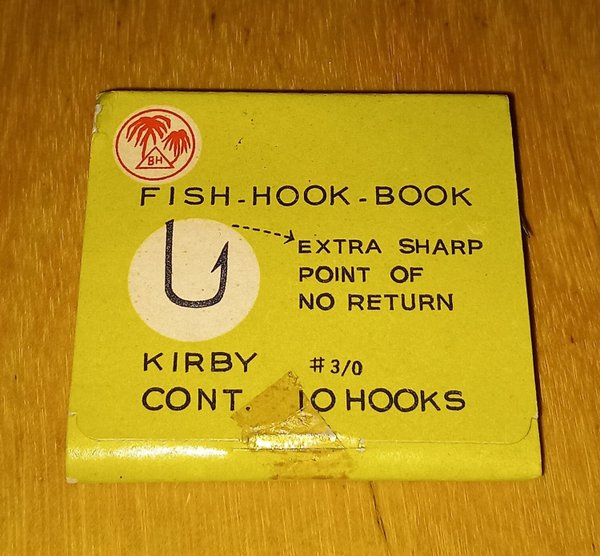 BH
FISH-HOOK-BOOK
EXTRA SHARP
POINT OF
NO RETURN
KIRBY #3/0
CONT. 10 HOOKS